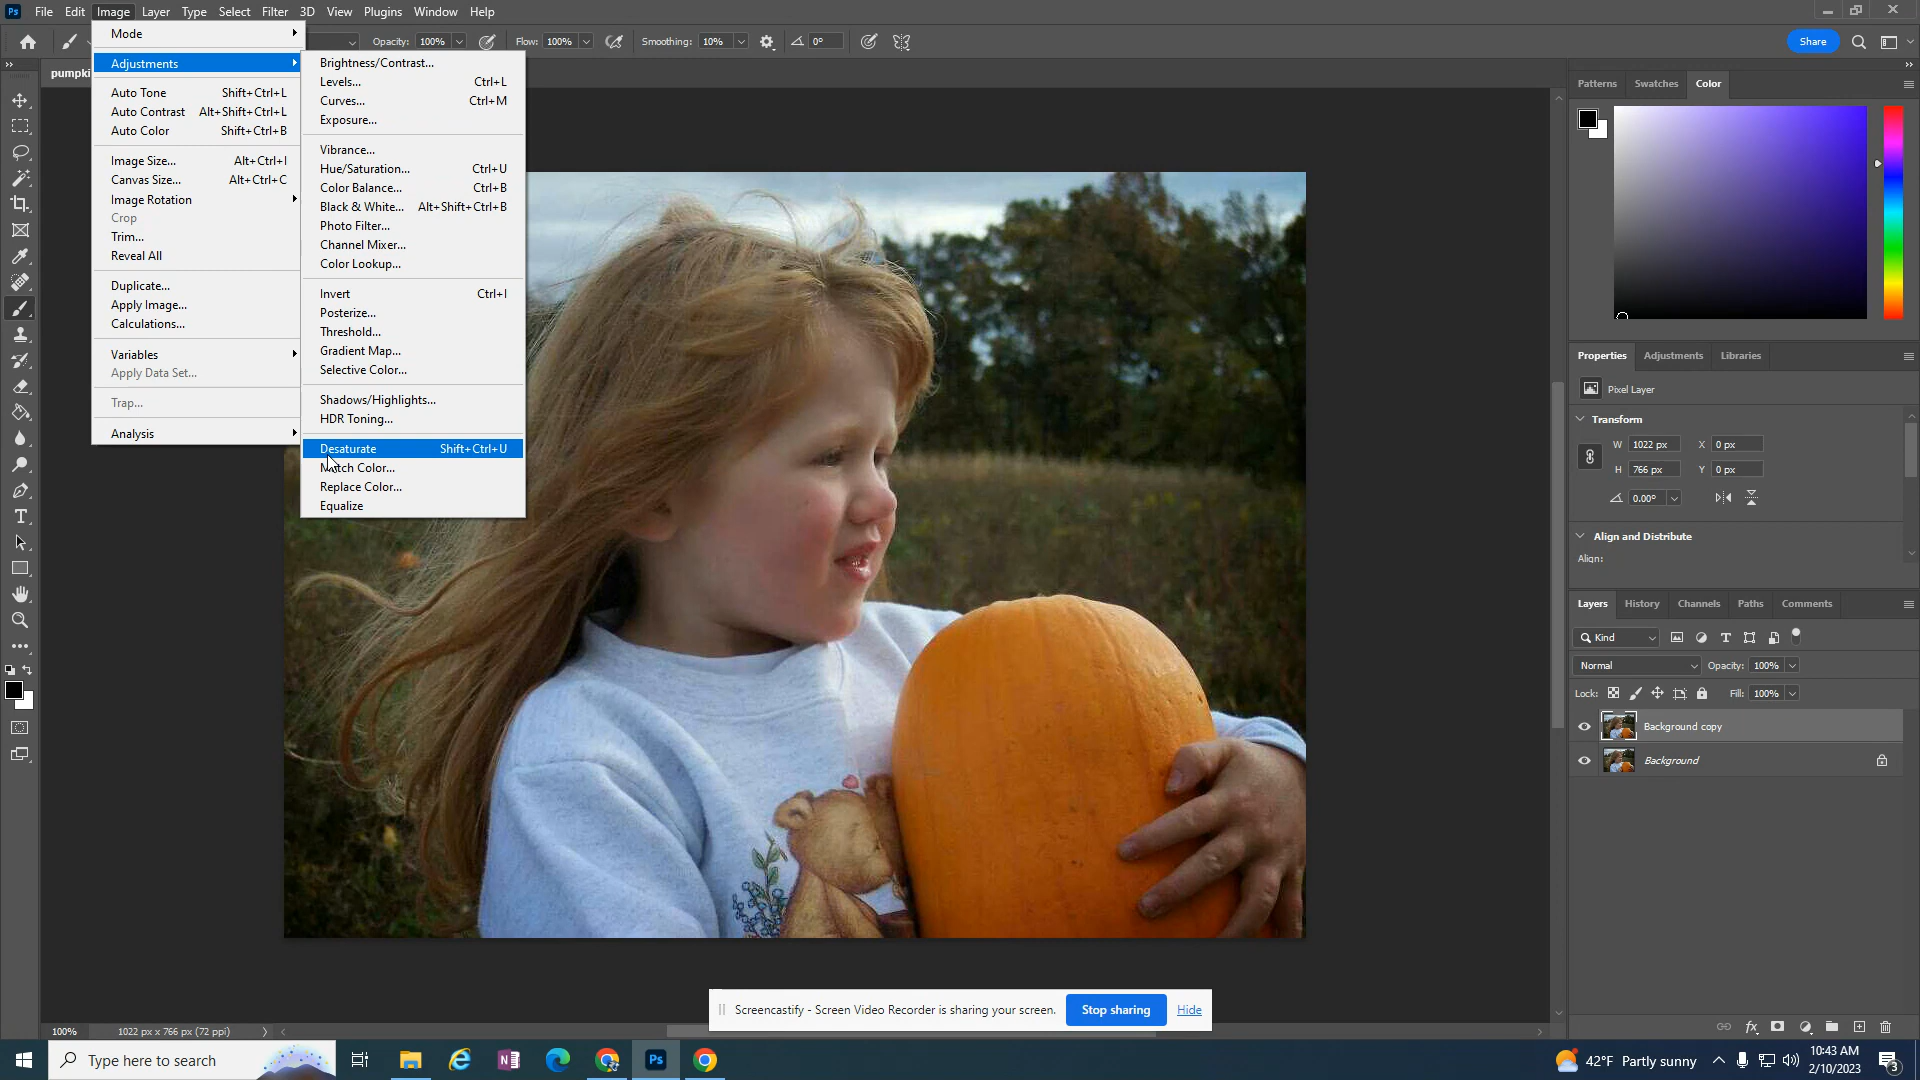 Ps File Edit Image Layer Type Select Filter 3D View Plugins Window Help
Opacity: 100% Flow: 100% Smoothing: 10% 0° Share
pumpki
Mode
Adjustments
Auto Tone Shift+Ctrl+L
Auto Contrast Alt+Shift+Ctrl+L
Auto Color Shift+Ctrl+B
Image Size... Alt+Ctrl+I
Canvas Size... Alt+Ctrl+C
Image Rotation
Crop
Trim...
Reveal All
Duplicate...
Apply Image...
Calculations...
Variables
Apply Data Set...
Trap...
Analysis
Brightness/Contrast...
Levels... Ctrl+L
Curves... Ctrl+M
Exposure...
Vibrance...
Hue/Saturation... Ctrl+U
Color Balance... Ctrl+B
Black & White... Alt+Shift+Ctrl+B
Photo Filter...
Channel Mixer...
Color Lookup...
Invert Ctrl+I
Posterize...
Threshold...
Gradient Map...
Selective Color...
Shadows/Highlights...
HDR Toning...
Desaturate Shift+Ctrl+U
Match Color...
Replace Color...
Equalize
Patterns Swatches Color
Properties Adjustments Libraries
Pixel Layer
Transform
W 1022 px X 0 px
H 766 px Y 0 px
0.00°
Align and Distribute
Align:
Layers History Channels Paths Comments
Kind
Normal Opacity: 100%
Lock: Fill: 100%
Background copy
Background
fx
Screencastify - Screen Video Recorder is sharing your screen. Stop sharing Hide
100% 1022 px x 766 px (72 ppi)
Type here to search
Ps
42°F Partly sunny
10:43 AM
2/10/2023
3